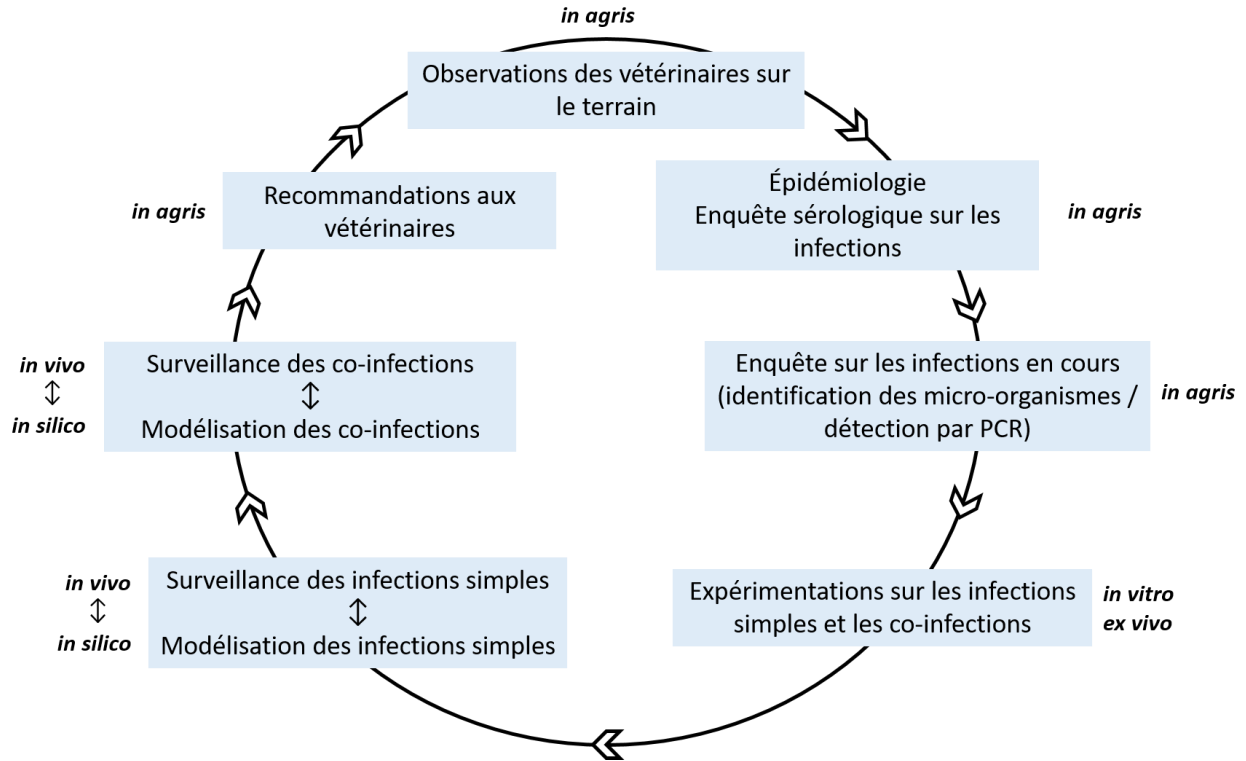 in agris
Observations des vétérinaires sur
le terrain
Épidémiologie
Enquête sérologique sur les
infections
in agris
Enquête sur les infections en cours
(identification des micro-organismes /
détection par PCR)
in agris
Expérimentations sur les infections
simples et les co-infections
in vitro
ex vivo
Surveillance des infections simples
↕
Modélisation des infections simples
in vivo
↕
in silico
Surveillance des co-infections
↕
Modélisation des co-infections
in vivo
↕
in silico
Recommandations aux
vétérinaires
in agris